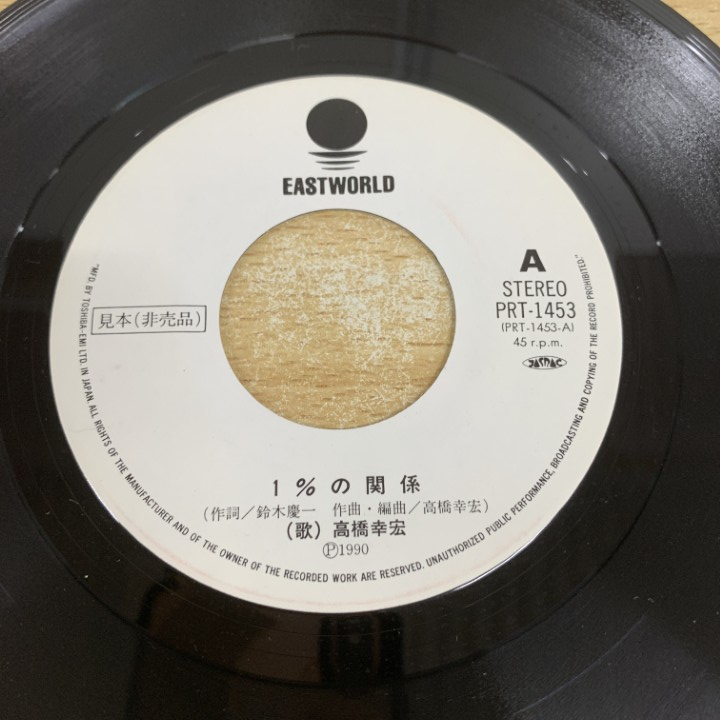 EASTWORLD
A
STEREO
PRT-1453
(PRT-1453-A)
45 r.p.m.
JASRAC
見本(非売品)
1%の関係
(作詞/鈴木慶一 作曲・編曲/高橋幸宏)
(歌) 高橋幸宏
Ⓟ1990
"MFD. BY TOSHIBA-EMI LTD. IN JAPAN. ALL RIGHTS OF THE MANUFACTURER AND OF THE OWNER OF THE RECORDED WORK ARE RESERVED. UNAUTHORIZED PUBLIC PERFORMANCE, BROADCASTING AND COPYING OF THE RECORD PROHIBITED."